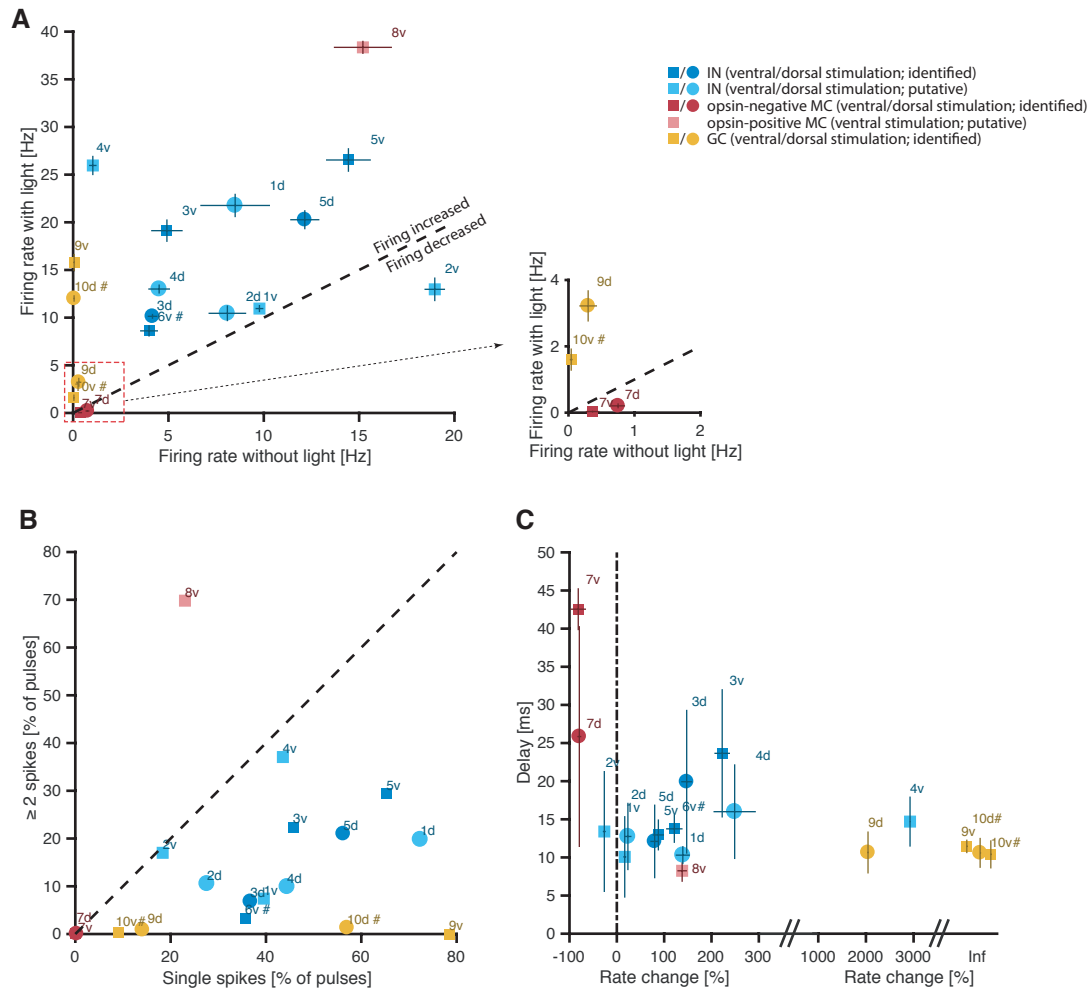 A
40
35
30
25
20
15
10
5
0
Firing rate with light [Hz]
0
5
10
15
20
Firing rate without light [Hz]
8v
4v
5v
1d
5d
3v
9v
10d #
4d
3d
6v #
2d
1v
2v
9d
10v #
7v
7d
Firing increased
Firing decreased
IN (ventral/dorsal stimulation; identified)
IN (ventral/dorsal stimulation; putative)
opsin-negative MC (ventral/dorsal stimulation; identified)
opsin-positive MC (ventral stimulation; putative)
GC (ventral/dorsal stimulation; identified)
4
2
0
Firing rate with light [Hz]
0
1
2
Firing rate without light [Hz]
9d
10v #
7v
7d
B
80
70
60
50
40
30
20
10
0
≥ 2 spikes [% of pulses]
0
20
40
60
80
Single spikes [% of pulses]
8v
4v
5v
3v
5d
1d
2v
2d
4d
3d
1v
6v #
7d
7v
10v#
9d
10d #
9v
C
50
45
40
35
30
25
20
15
10
5
0
Delay [ms]
-100
0
100
200
300
1000
2000
3000
Inf
Rate change [%]
Rate change [%]
7v
7d
3v
3d
4d
2v
2d
1v
5d
5v
6v#
1d
8v
4v
9d
9v
10d#
10v#